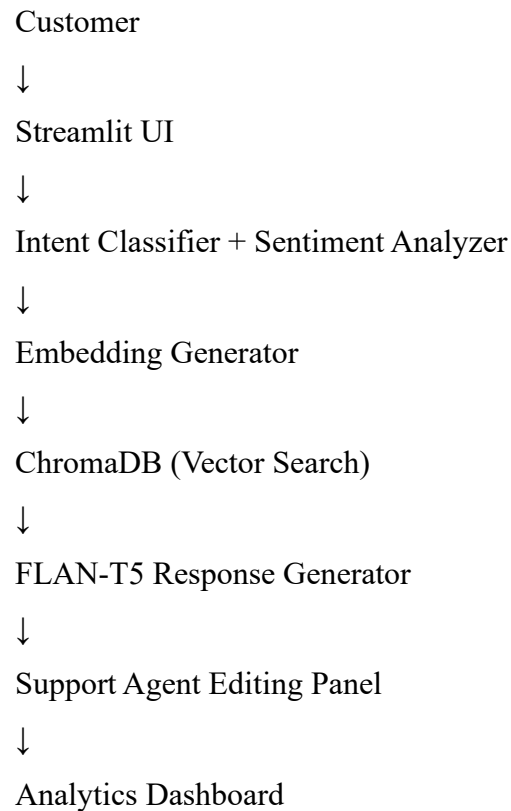 Customer
↓
Streamlit UI
↓
Intent Classifier + Sentiment Analyzer
↓
Embedding Generator
↓
ChromaDB (Vector Search)
↓
FLAN-T5 Response Generator
↓
Support Agent Editing Panel
↓
Analytics Dashboard